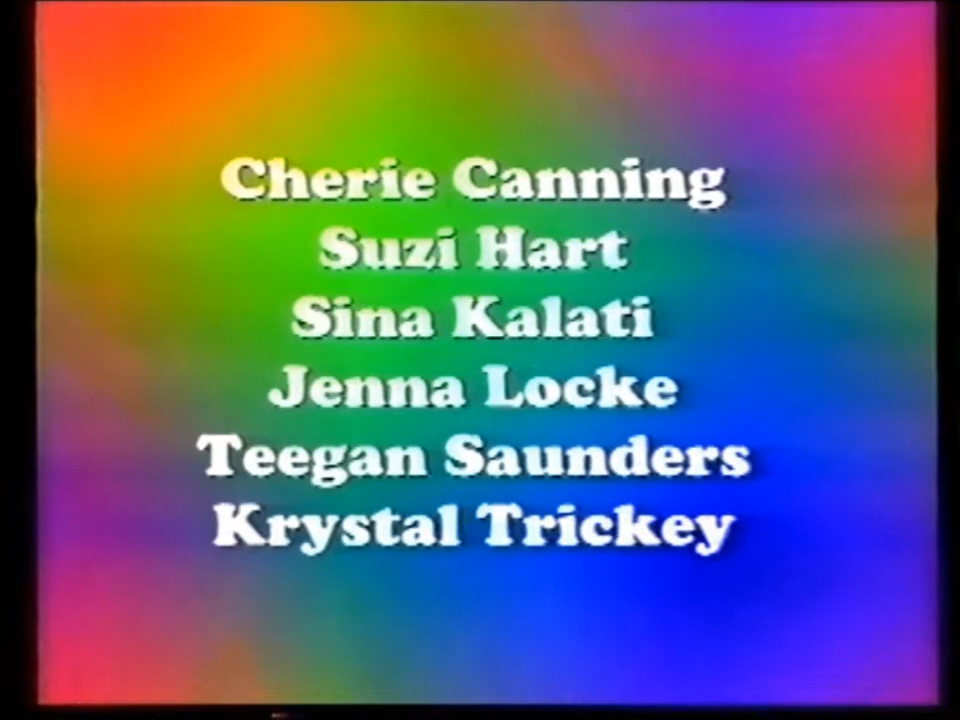 Cherie Canning
Suzi Hart
Sina Kalati
Jenna Locke
Teegan Saunders
Krystal Trickey